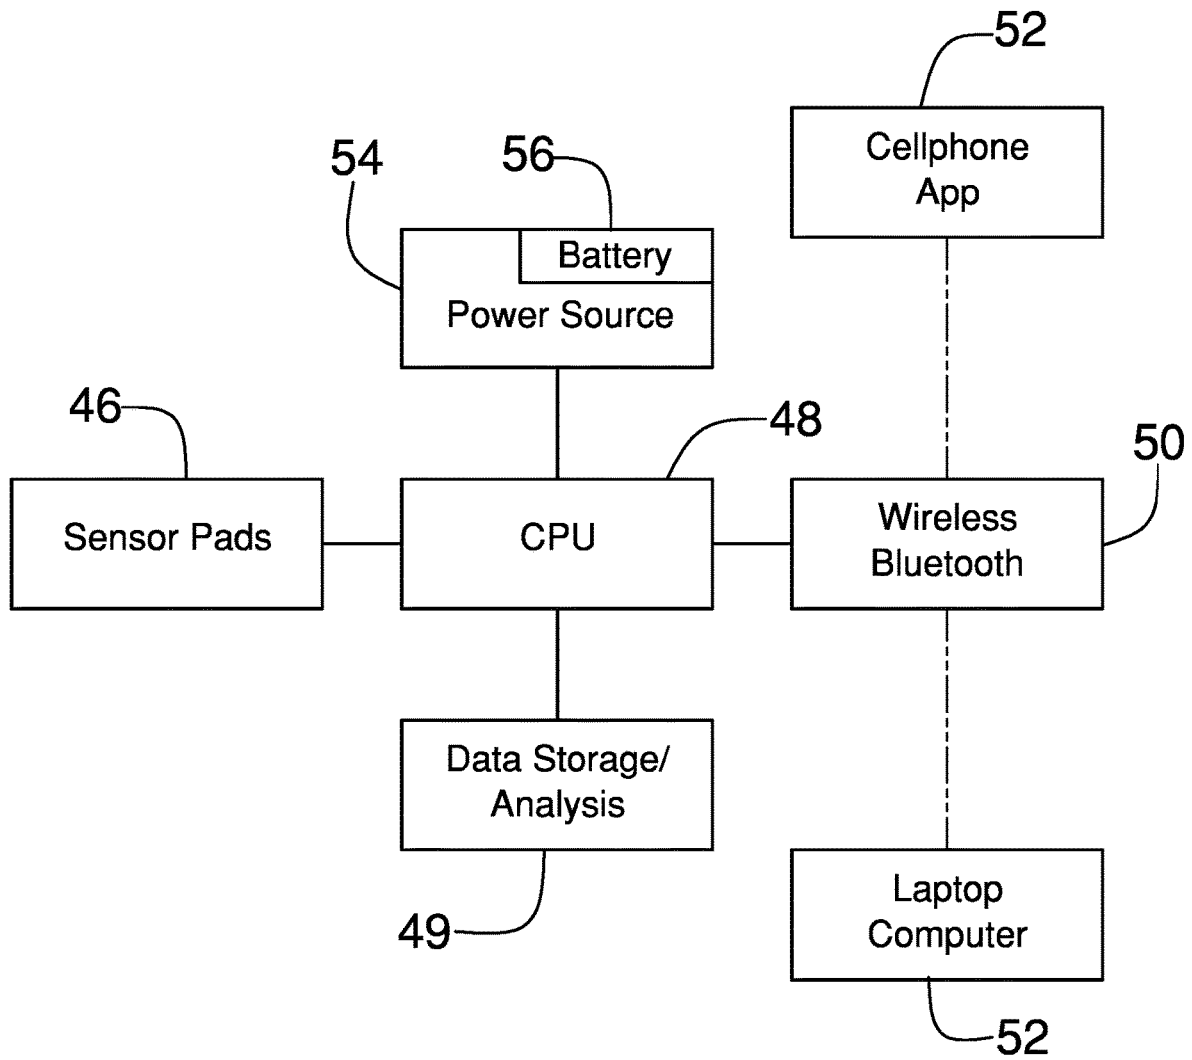 52
Cellphone
App
54
56
Battery
Power Source
46
48
50
Sensor Pads
CPU
Wireless
Bluetooth
Data Storage/
Analysis
49
Laptop
Computer
52